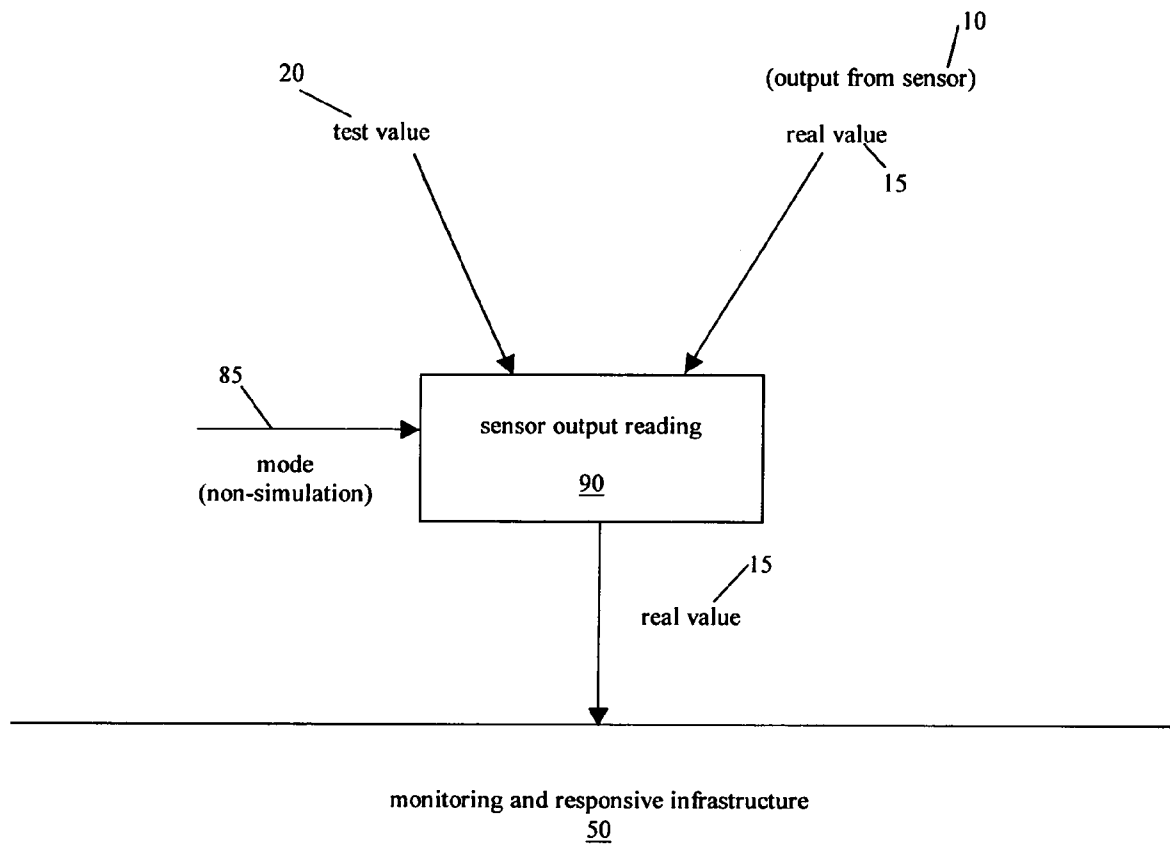 10
20
(output from sensor)
test value
real value
15
85
sensor output reading
mode
(non-simulation)
90
15
real value
monitoring and responsive infrastructure
50